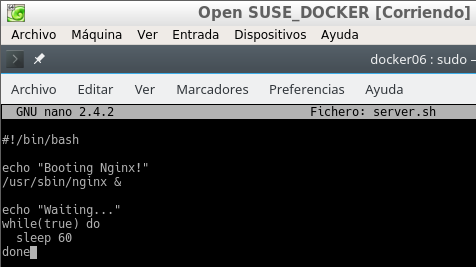 Open SUSE_DOCKER [Corriendo]
Archivo Máquina Ver Entrada Dispositivos Ayuda
docker06 : sudo –
Archivo Editar Ver Marcadores Preferencias Ayuda
GNU nano 2.4.2 Fichero: server.sh
#!/bin/bash
echo "Booting Nginx!"
/usr/sbin/nginx &
echo "Waiting..."
while(true) do
sleep 60
done